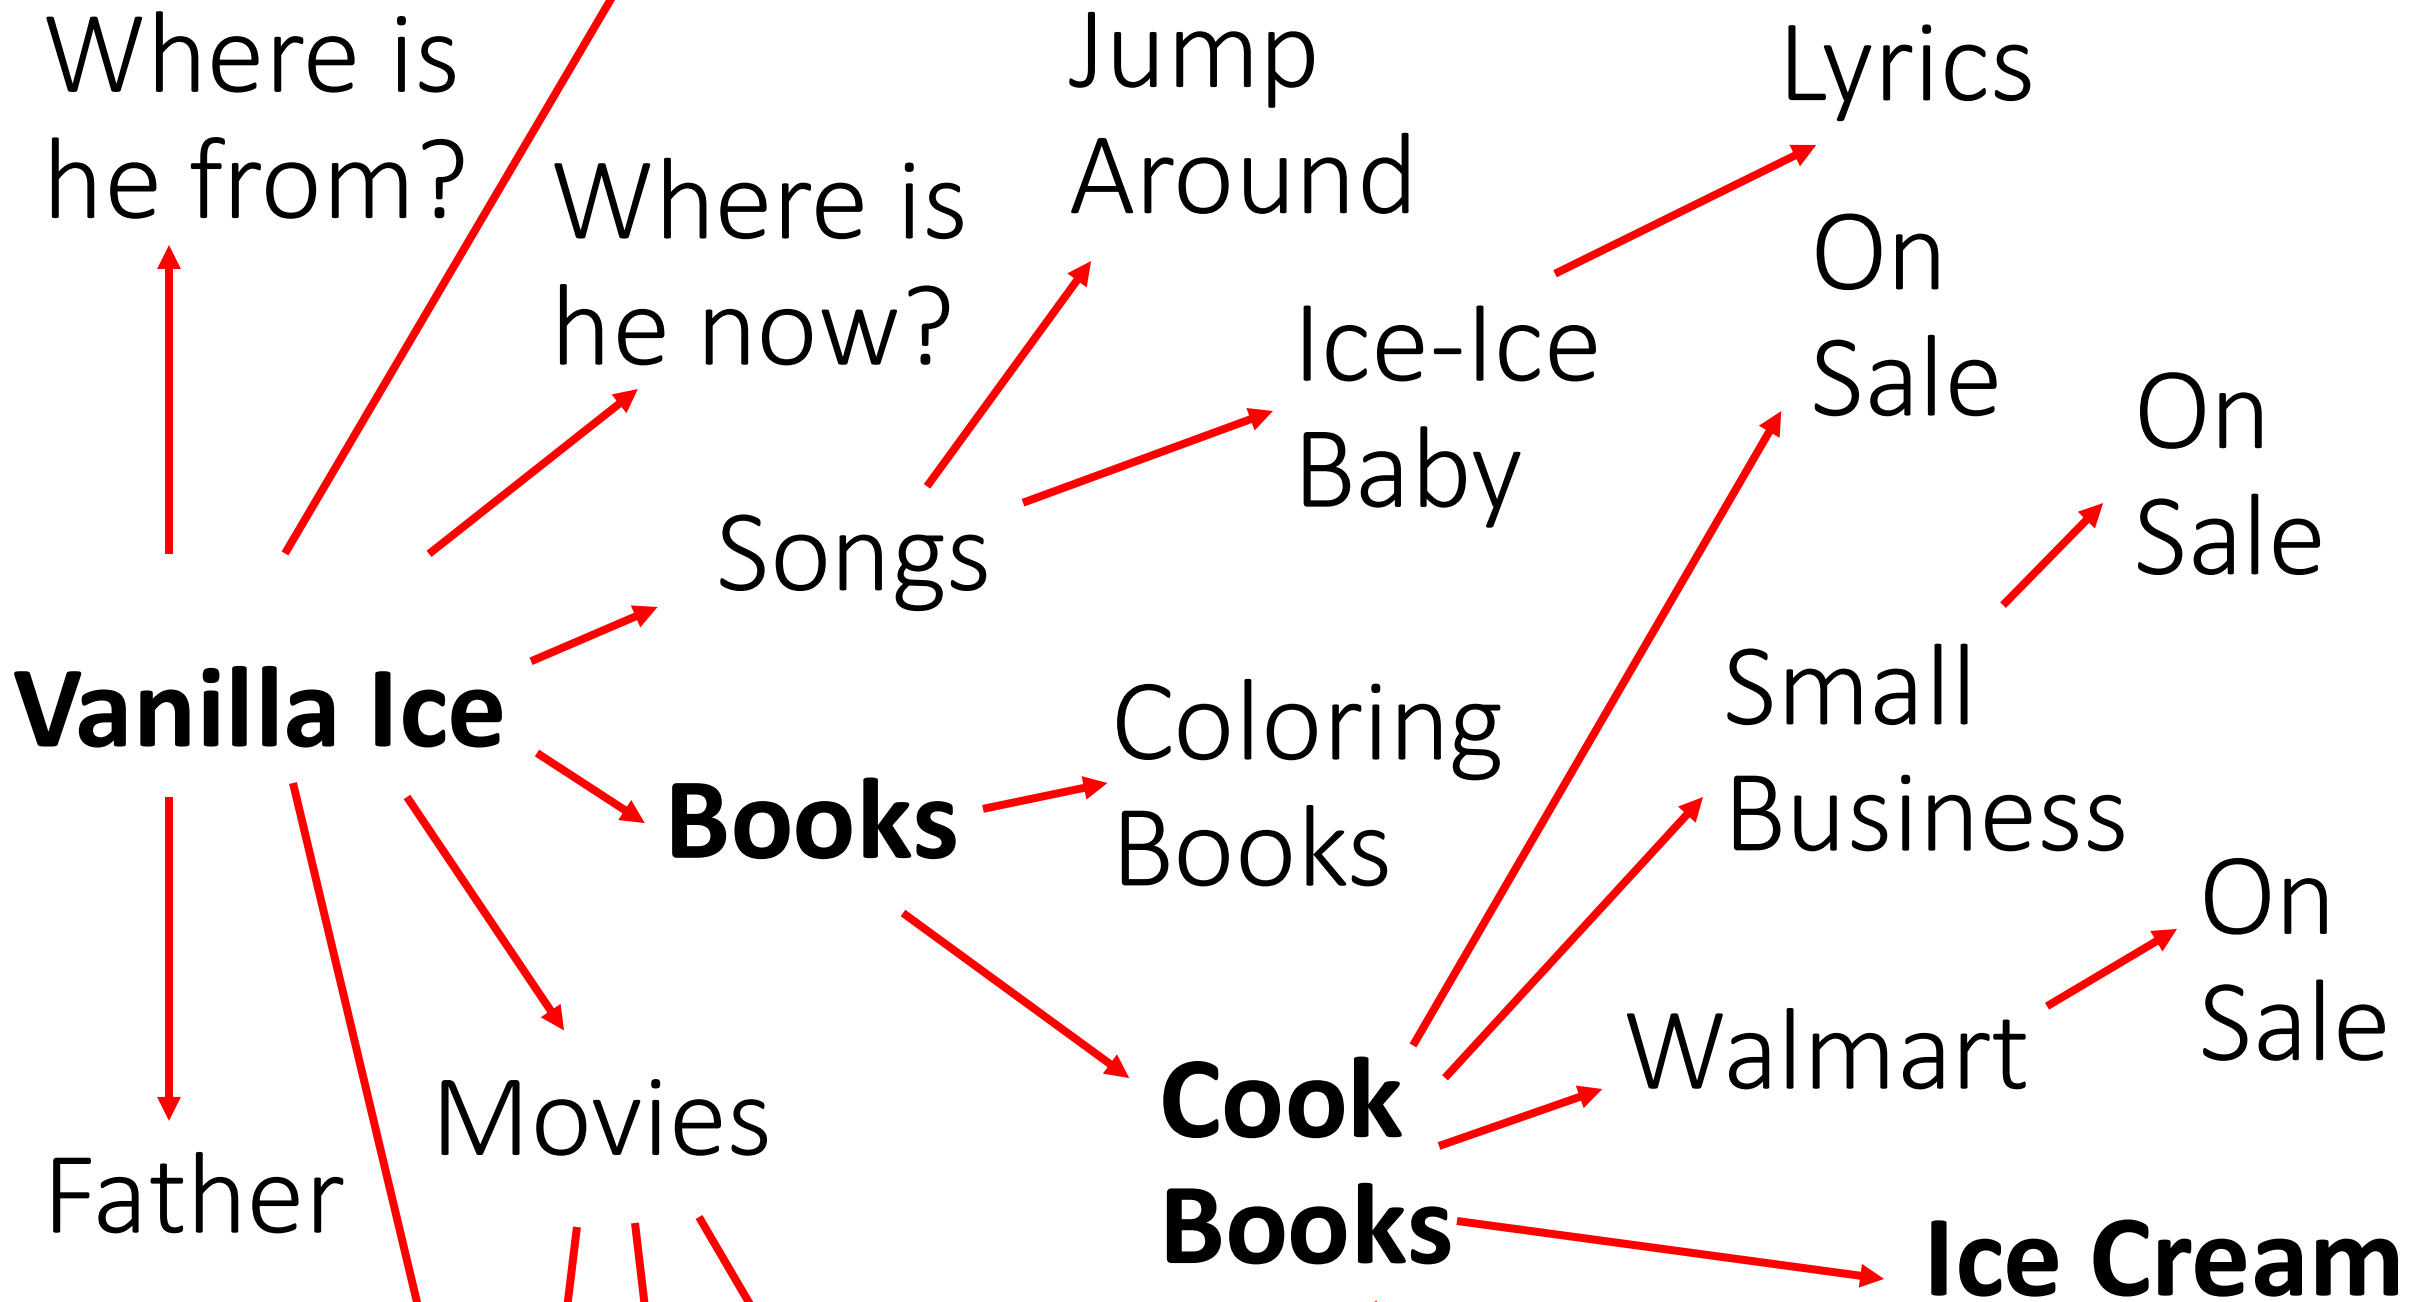 Where is
he from?
Where is
he now?
Jump
Around
Lyrics
Ice-Ice
Baby
On
Sale
On
Sale
Songs
Vanilla Ice
Books
Coloring
Books
Small
Business
On
Sale
Walmart
Movies
Father
Cook
Books
Ice Cream